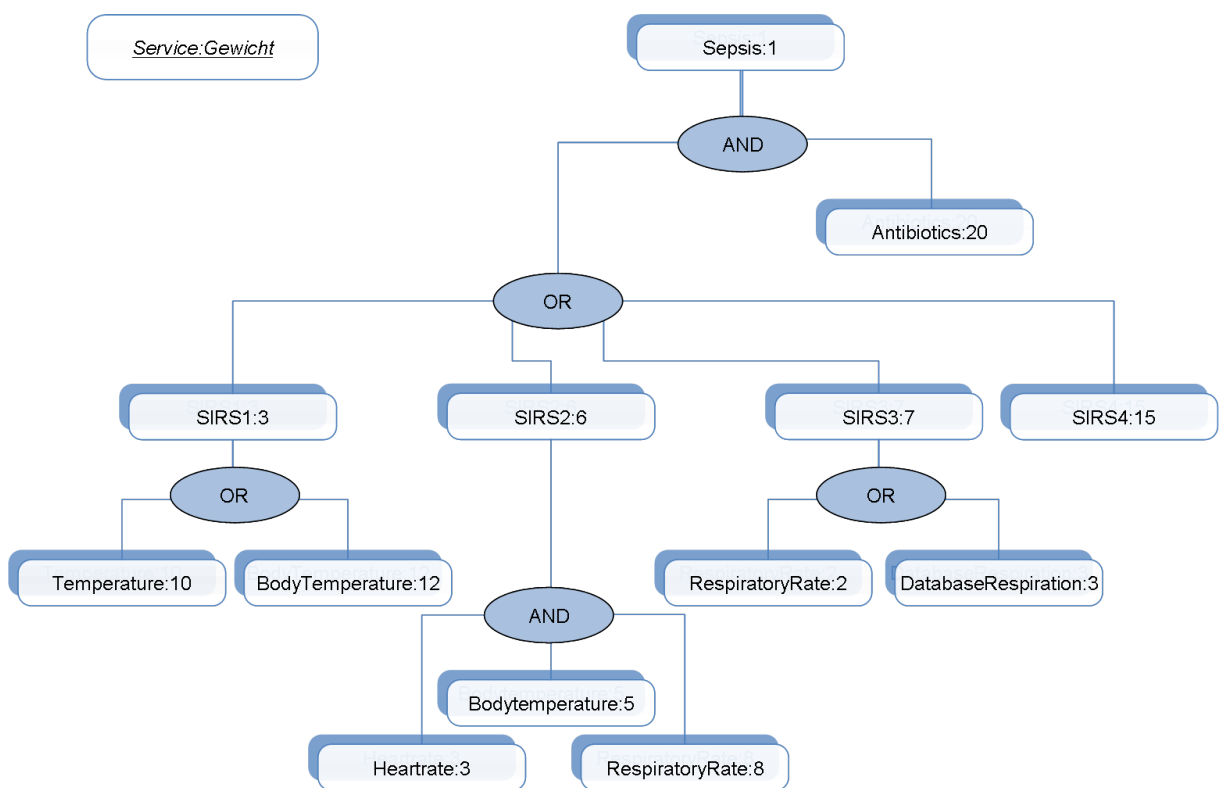 Service:Gewicht
Sepsis:1
AND
Antibiotics:20
OR
SIRS1:3
SIRS2:6
SIRS3:7
SIRS4:15
OR
OR
Temperature:10
BodyTemperature:12
RespiratoryRate:2
DatabaseRespiration:3
AND
Bodytemperature:5
Heartrate:3
RespiratoryRate:8